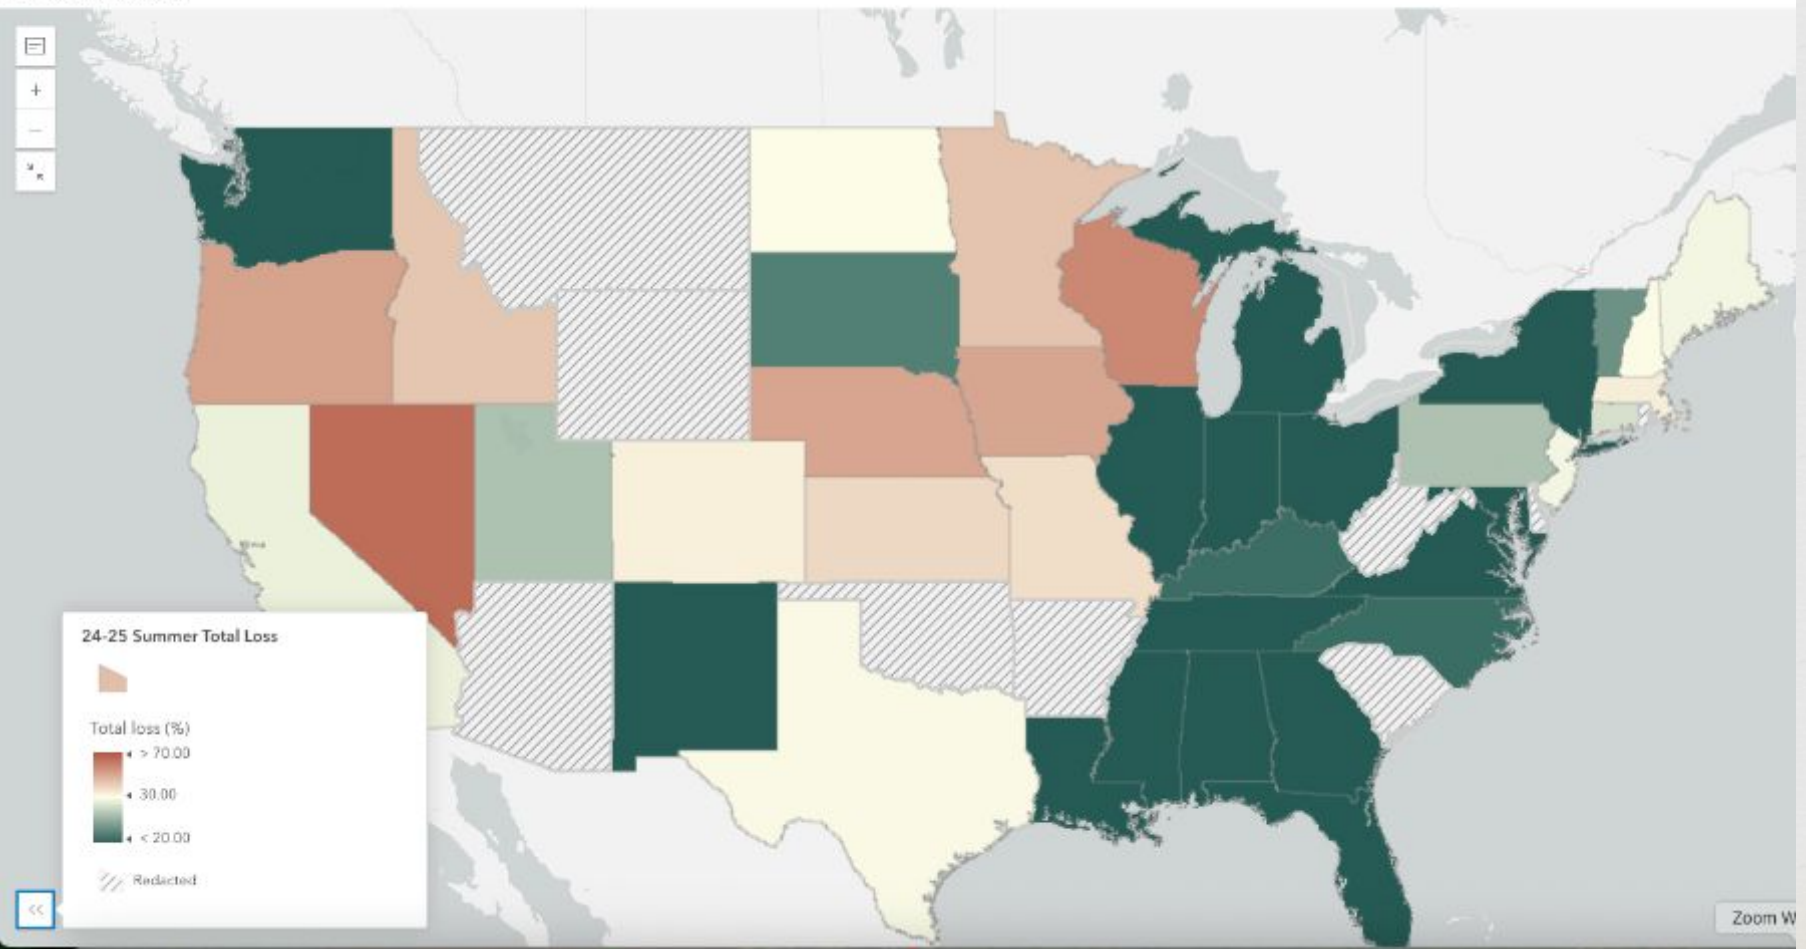 24-25 Summer Total Loss
Total loss (%)
> 70.00
30.00
< 20.00
Redacted
Zoom W